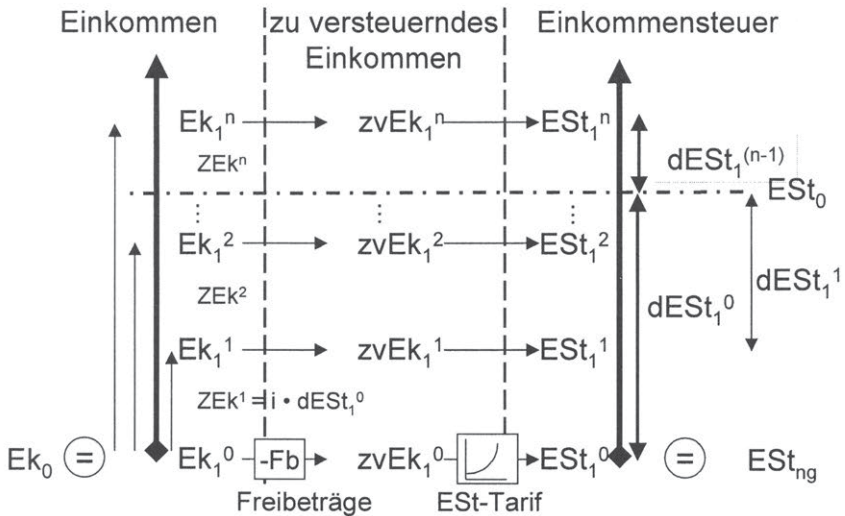 Einkommen zu versteuerndes Einkommensteuer
Einkommen
Ek₁ⁿ zvEk₁ⁿ ESt₁ⁿ
ZEkⁿ dESt₁⁽ⁿ⁻¹⁾
ESt₀
⋮ ⋮ ⋮
Ek₁² zvEk₁² ESt₁²
ZEk² dESt₁⁰ dESt₁¹
Ek₁¹ zvEk₁¹ ESt₁¹
ZEk¹ = i • dESt₁⁰
Ek₀ = Ek₁⁰ -Fb zvEk₁⁰ ESt₁⁰ = EStng
Freibeträge ESt-Tarif